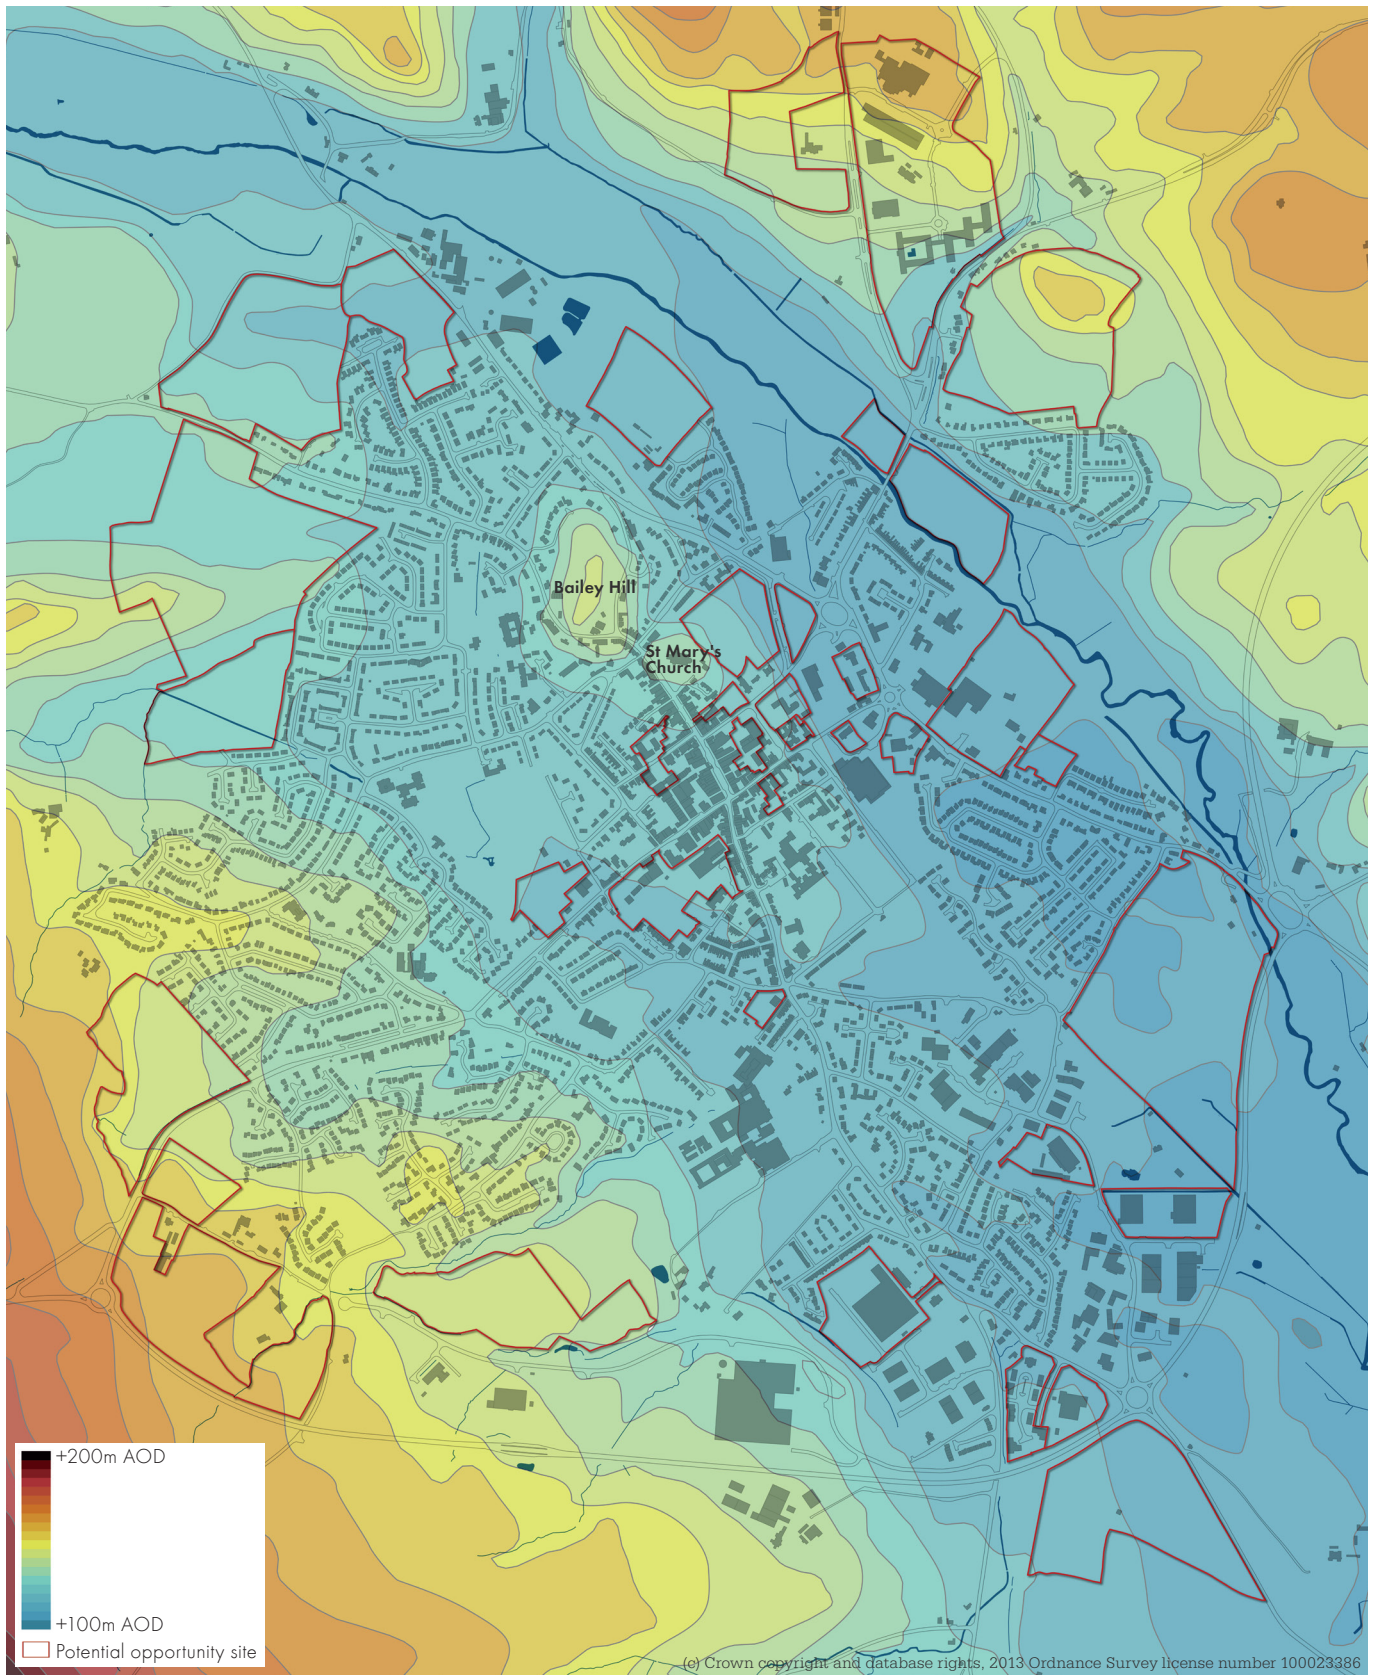 Bailey Hill
St Mary's
Church
+200m AOD
+100m AOD
Potential opportunity site
(c) Crown copyright and database rights, 2013 Ordnance Survey license number 100023386